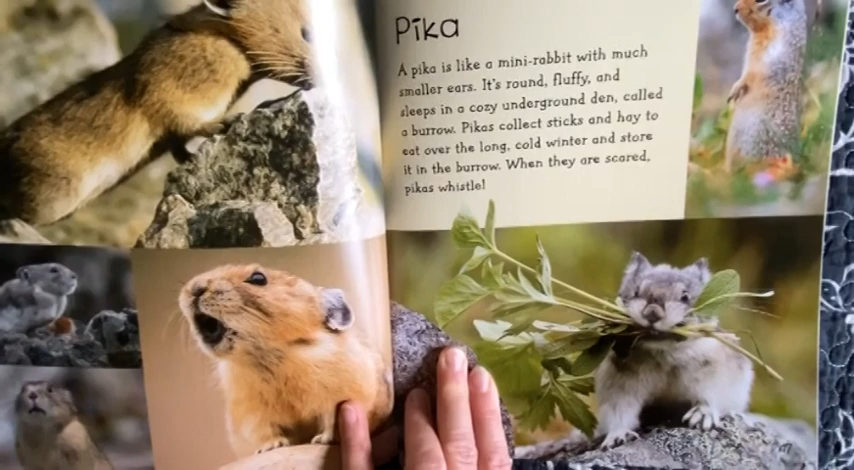 Pika
A pika is like a mini-rabbit with much
smaller ears. It's round, fluffy, and
sleeps in a cozy underground den, called
a burrow. Pikas collect sticks and hay to
eat over the long, cold winter and store
it in the burrow. When they are scared,
pikas whistle!